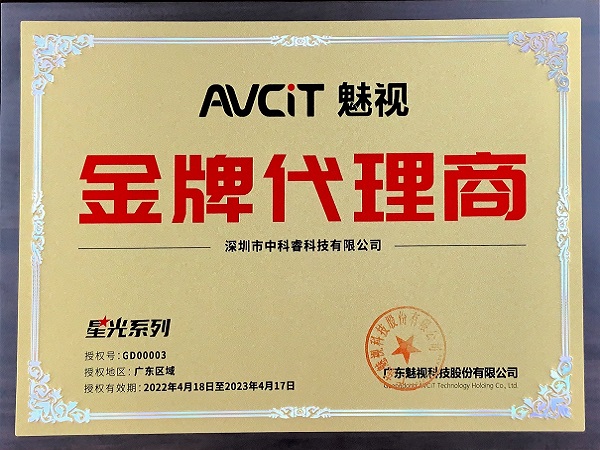 AVCiT 魅视
金牌代理商
深圳市中科睿科技有限公司
星光系列
授权号：GD00003
授权地区：广东区域
授权有效期：2022年4月18日至2023年4月17日
广东魅视科技股份有限公司
Guangdong AVCiT Technology Holding Co., Ltd.